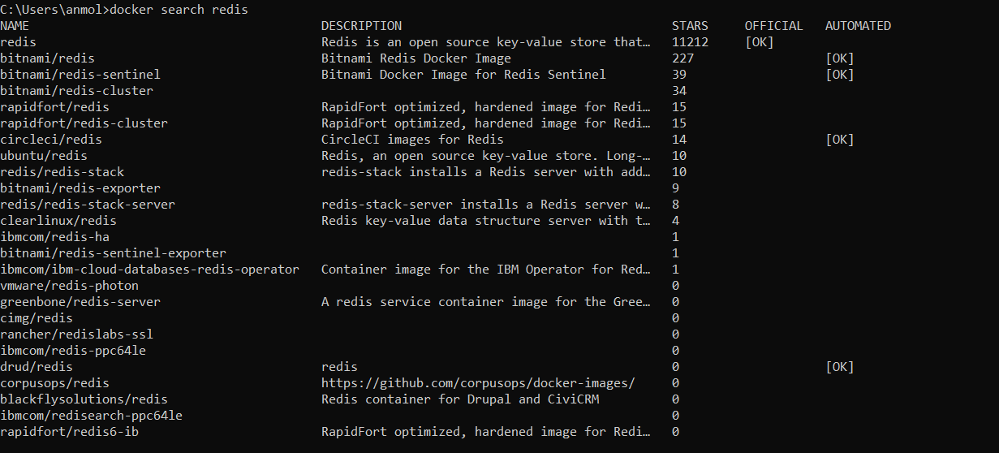 C:\Users\anmol>docker search redis
NAME DESCRIPTION STARS OFFICIAL AUTOMATED
redis Redis is an open source key-value store that… 11212 [OK]
bitnami/redis Bitnami Redis Docker Image 227 [OK]
bitnami/redis-sentinel Bitnami Docker Image for Redis Sentinel 39 [OK]
bitnami/redis-cluster 34
rapidfort/redis RapidFort optimized, hardened image for Redi… 15
rapidfort/redis-cluster RapidFort optimized, hardened image for Redi… 15
circleci/redis CircleCI images for Redis 14 [OK]
ubuntu/redis Redis, an open source key-value store. Long-… 10
redis/redis-stack redis-stack installs a Redis server with add… 10
bitnami/redis-exporter 9
redis/redis-stack-server redis-stack-server installs a Redis server w… 8
clearlinux/redis Redis key-value data structure server with t… 4
ibmcom/redis-ha 1
bitnami/redis-sentinel-exporter 1
ibmcom/ibm-cloud-databases-redis-operator Container image for the IBM Operator for Red… 1
vmware/redis-photon 0
greenbone/redis-server A redis service container image for the Gree… 0
cimg/redis 0
rancher/redislabs-ssl 0
ibmcom/redis-ppc64le 0
drud/redis redis 0 [OK]
corpusops/redis https://github.com/corpusops/docker-images/ 0
blackflysolutions/redis Redis container for Drupal and CiviCRM 0
ibmcom/redisearch-ppc64le 0
rapidfort/redis6-ib RapidFort optimized, hardened image for Redi… 0